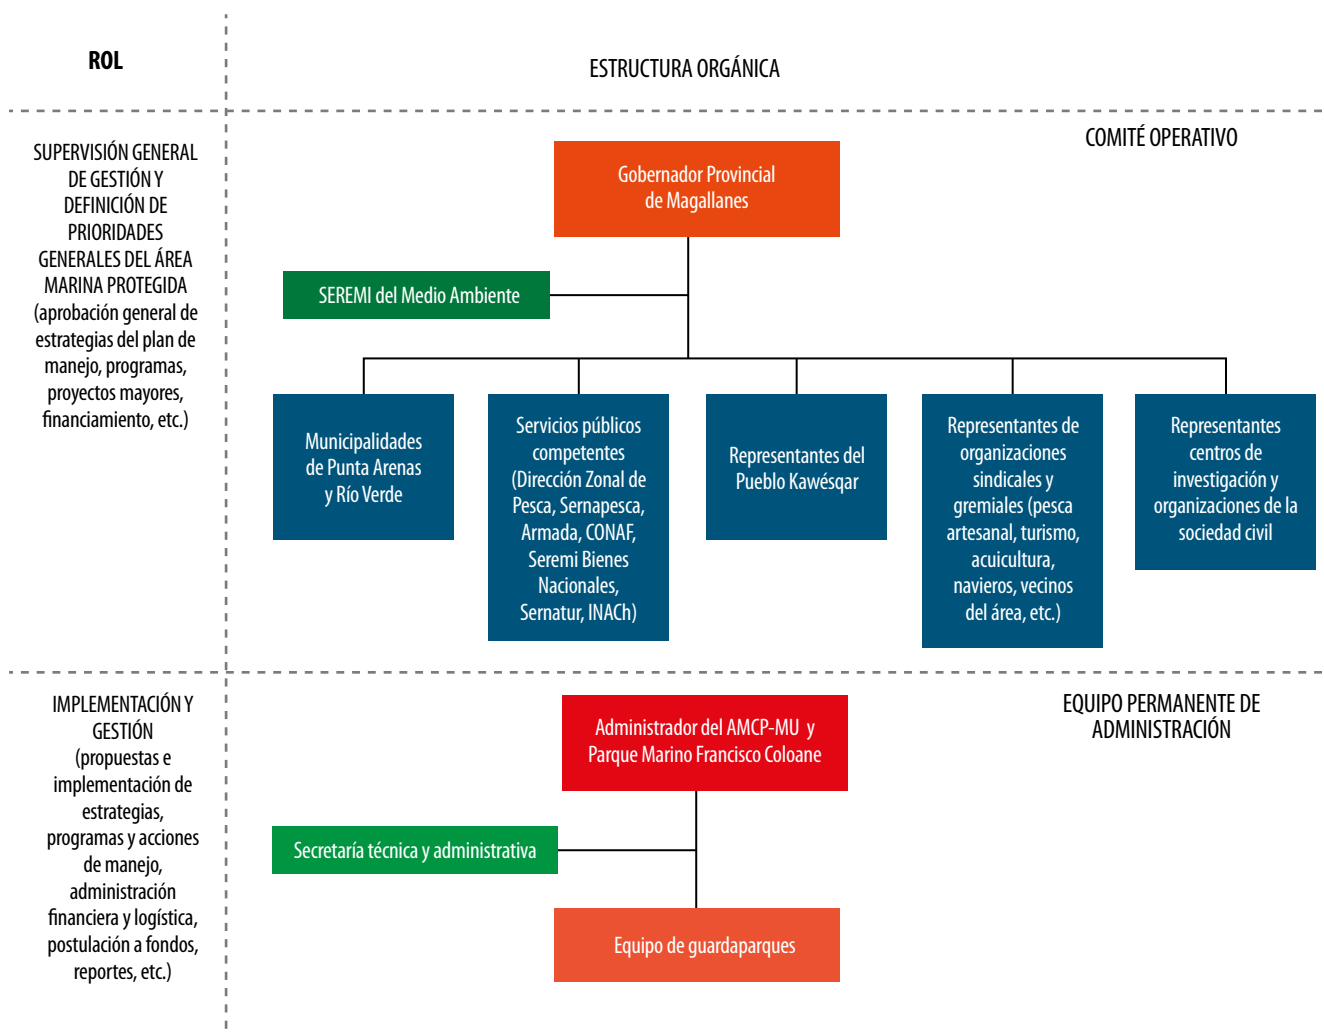 ROL
ESTRUCTURA ORGÁNICA
SUPERVISIÓN GENERAL
DE GESTIÓN Y
DEFINICIÓN DE
PRIORIDADES
GENERALES DEL ÁREA
MARINA PROTEGIDA
(aprobación general de
estrategias del plan de
manejo, programas,
proyectos mayores,
financiamiento, etc.)
COMITÉ OPERATIVO
Gobernador Provincial
de Magallanes
SEREMI del Medio Ambiente
Municipalidades
de Punta Arenas
y Río Verde
Servicios públicos
competentes
(Dirección Zonal de
Pesca, Sernapesca,
Armada, CONAF,
Seremi Bienes
Nacionales,
Sernatur, INACh)
Representantes del
Pueblo Kawésqar
Representantes de
organizaciones
sindicales y
gremiales (pesca
artesanal, turismo,
acuicultura,
navieros, vecinos
del área, etc.)
Representantes
centros de
investigación y
organizaciones de la
sociedad civil
IMPLEMENTACIÓN Y
GESTIÓN
(propuestas e
implementación de
estrategias,
programas y acciones
de manejo,
administración
financiera y logística,
postulación a fondos,
reportes, etc.)
EQUIPO PERMANENTE DE
ADMINISTRACIÓN
Administrador del AMCP-MU y
Parque Marino Francisco Coloane
Secretaría técnica y administrativa
Equipo de guardaparques